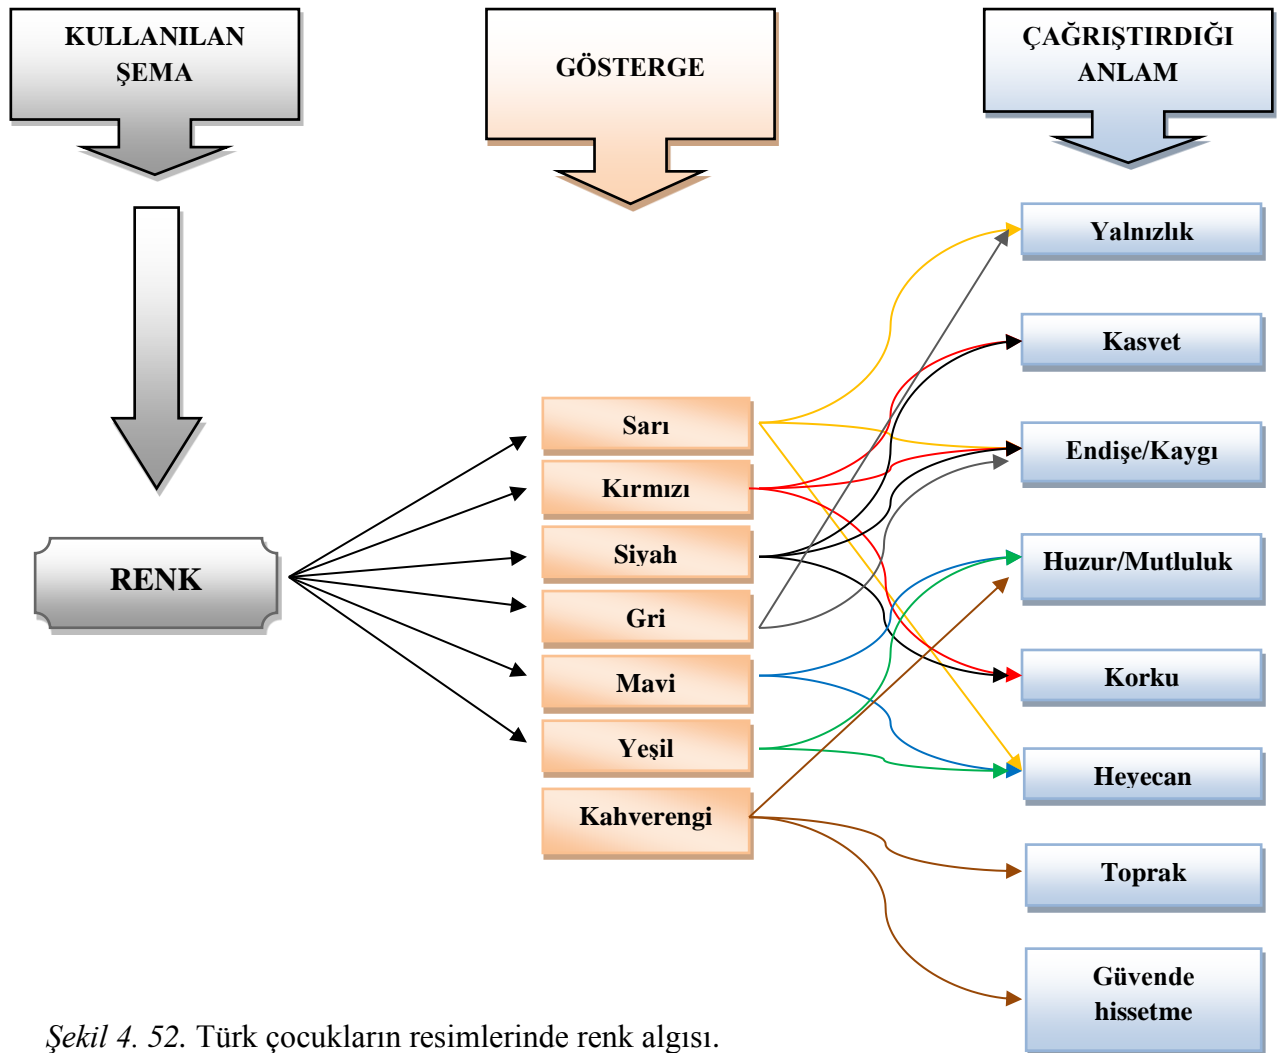 KULLANILAN
ŞEMA
GÖSTERGE
ÇAĞRIŞTIRDIĞI
ANLAM
RENK
Sarı
Kırmızı
Siyah
Gri
Mavi
Yeşil
Kahverengi
Yalnızlık
Kasvet
Endişe/Kaygı
Huzur/Mutluluk
Korku
Heyecan
Toprak
Güvende
hissetme
Şekil 4. 52. Türk çocukların resimlerinde renk algısı.